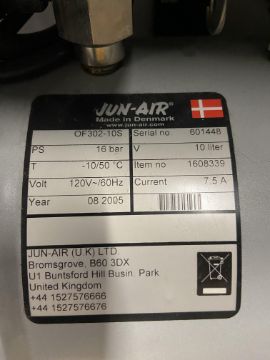 JUN-AIR®
Made in Denmark
www.jun-air.com
OF302-10S Serial no 601448
PS 16 bar V 10 liter
T -10/50 °C Item no 1608339
Volt 120V~/60Hz Current 7.5 A
Year 08 2005
JUN-AIR (U.K) LTD.
Bromsgrove, B60 3DX
U1 Buntsford Hill Busin. Park
United Kingdom
+44 1527576666
+44 1527576676